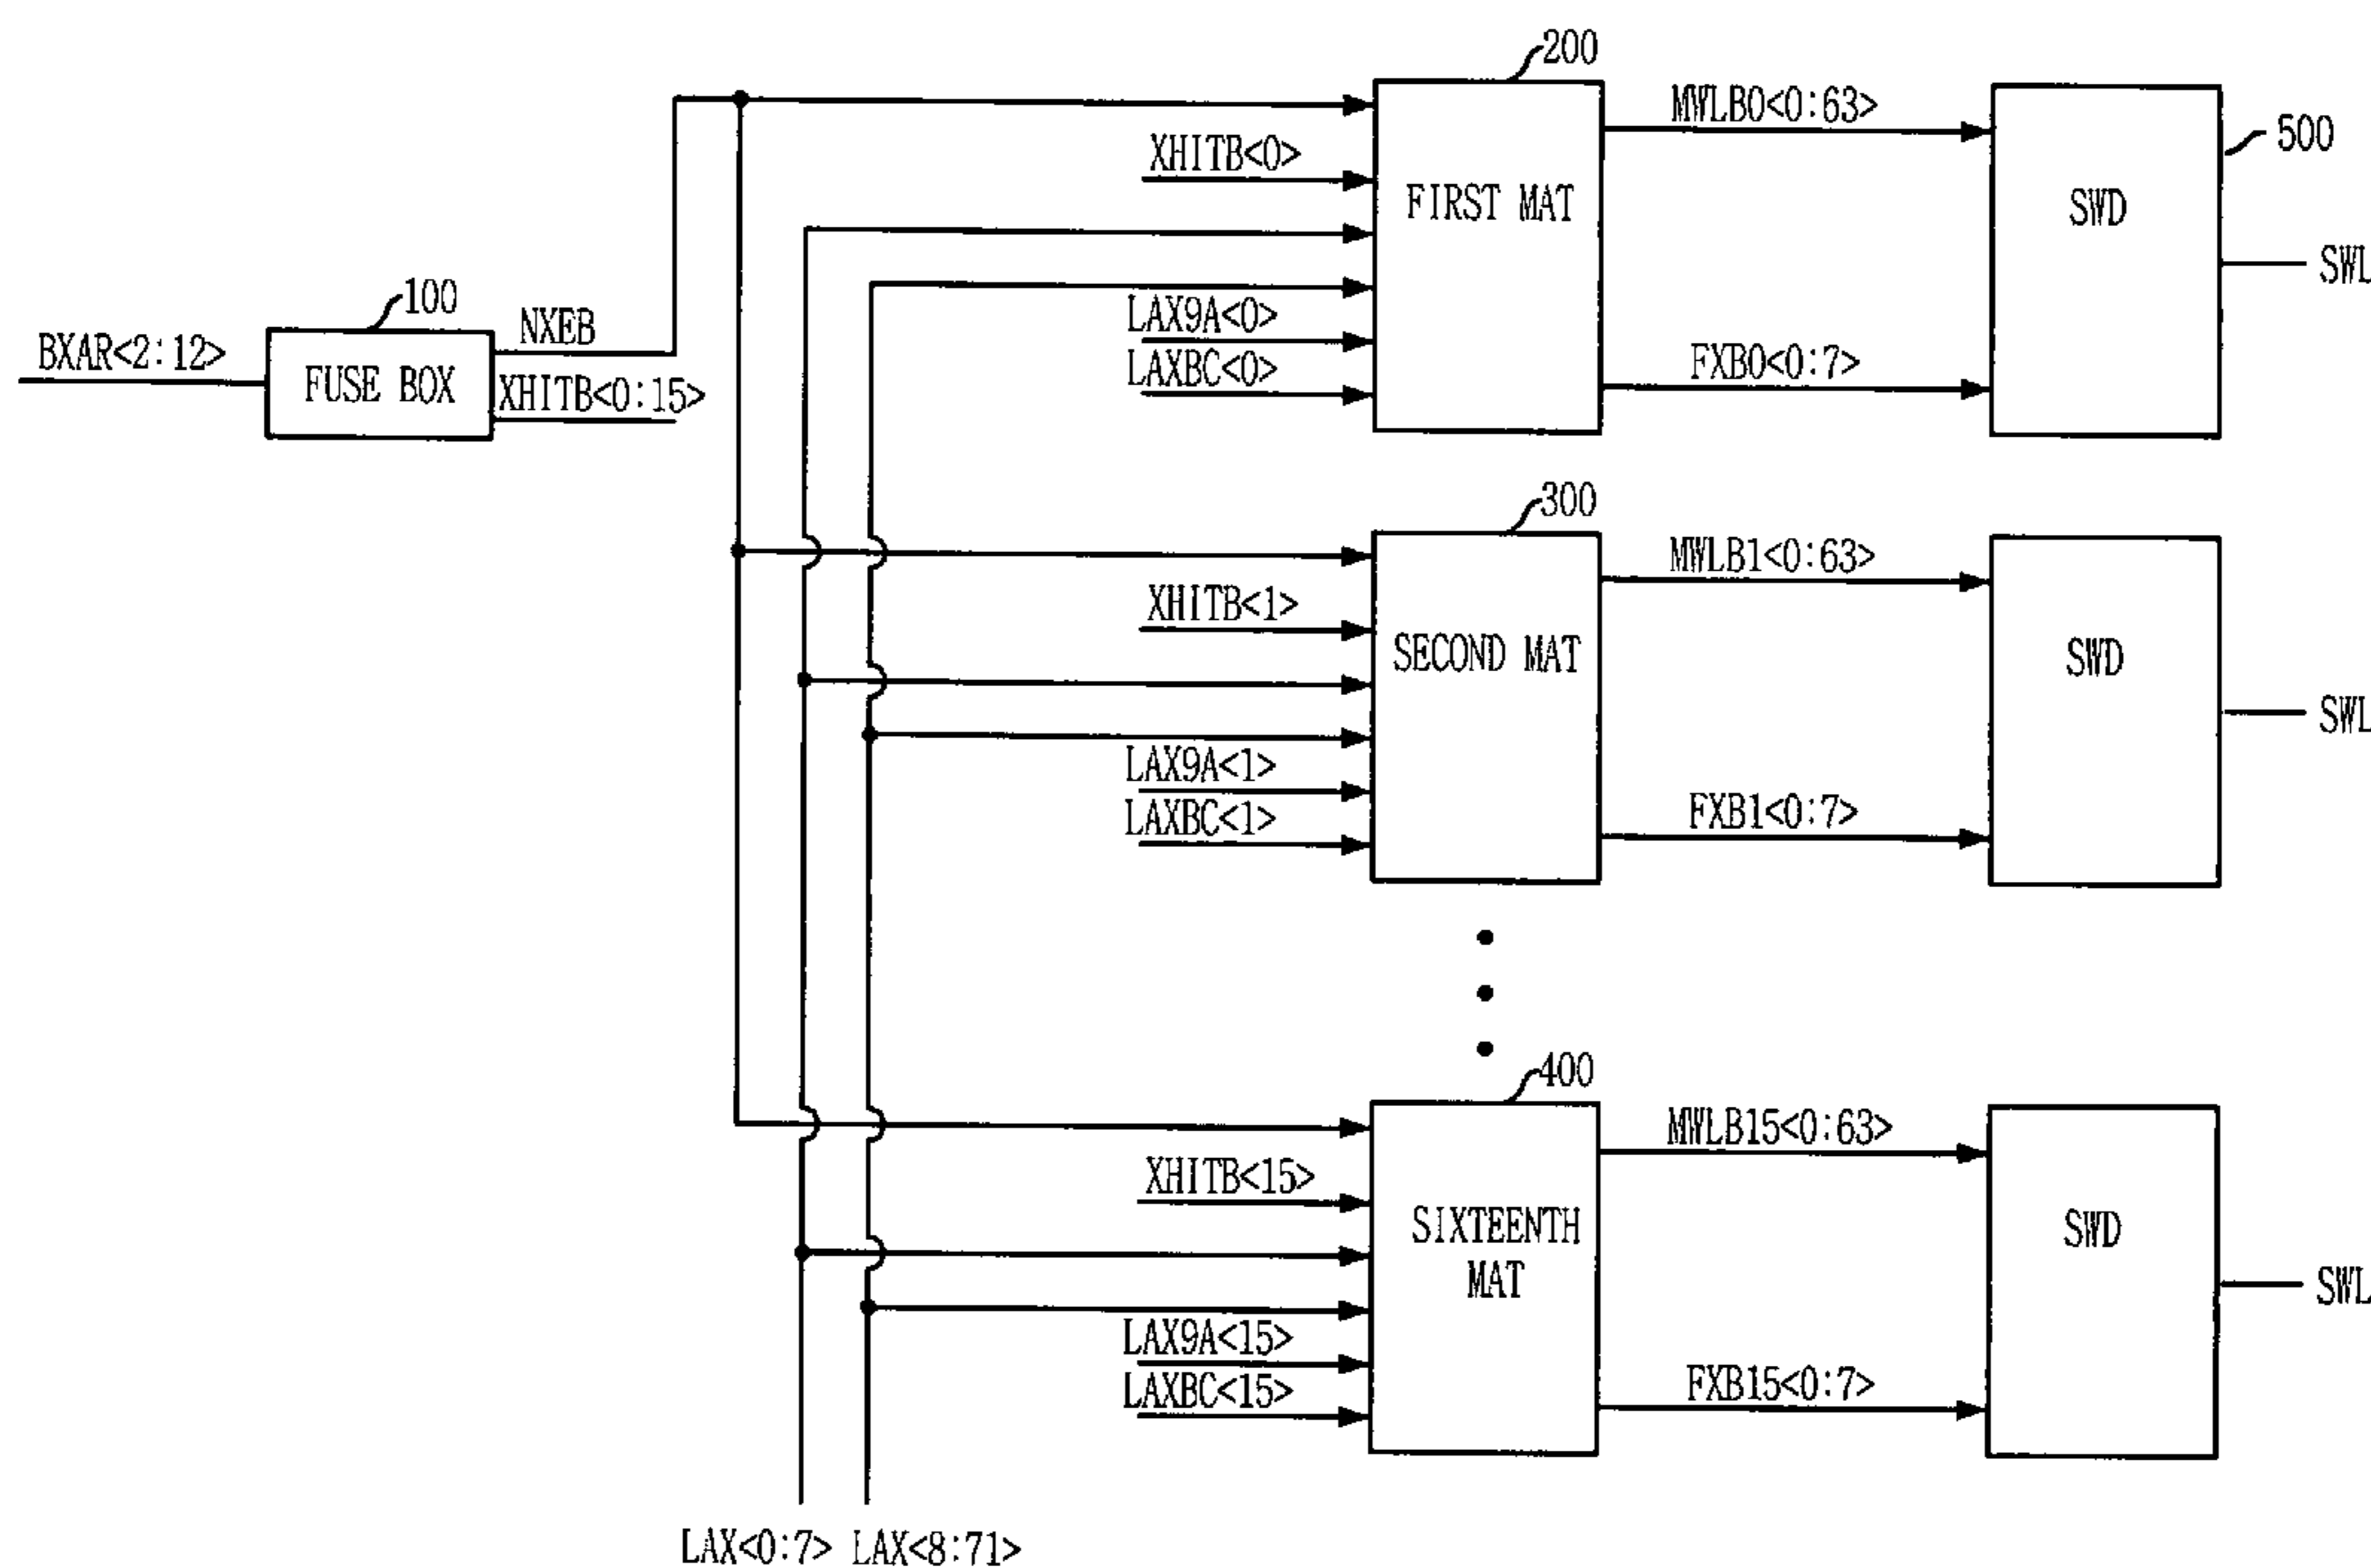 200
MWLB0<0:63>
500
XHITB<0>
FIRST MAT
SWD
SWL
100
NXEB
LAX9A<0>
BXAR<2:12>
FUSE BOX
XHITB<0:15>
LAXBC<0>
FXB0<0:7>
300
MWLB1<0:63>
XHITB<1>
SECOND MAT
SWD
SWL
LAX9A<1>
LAXBC<1>
FXB1<0:7>
400
MWLB15<0:63>
XHITB<15>
SIXTEENTH
MAT
SWD
SWL
LAX9A<15>
LAXBC<15>
FXB15<0:7>
LAX<0:7> LAX<8:71>